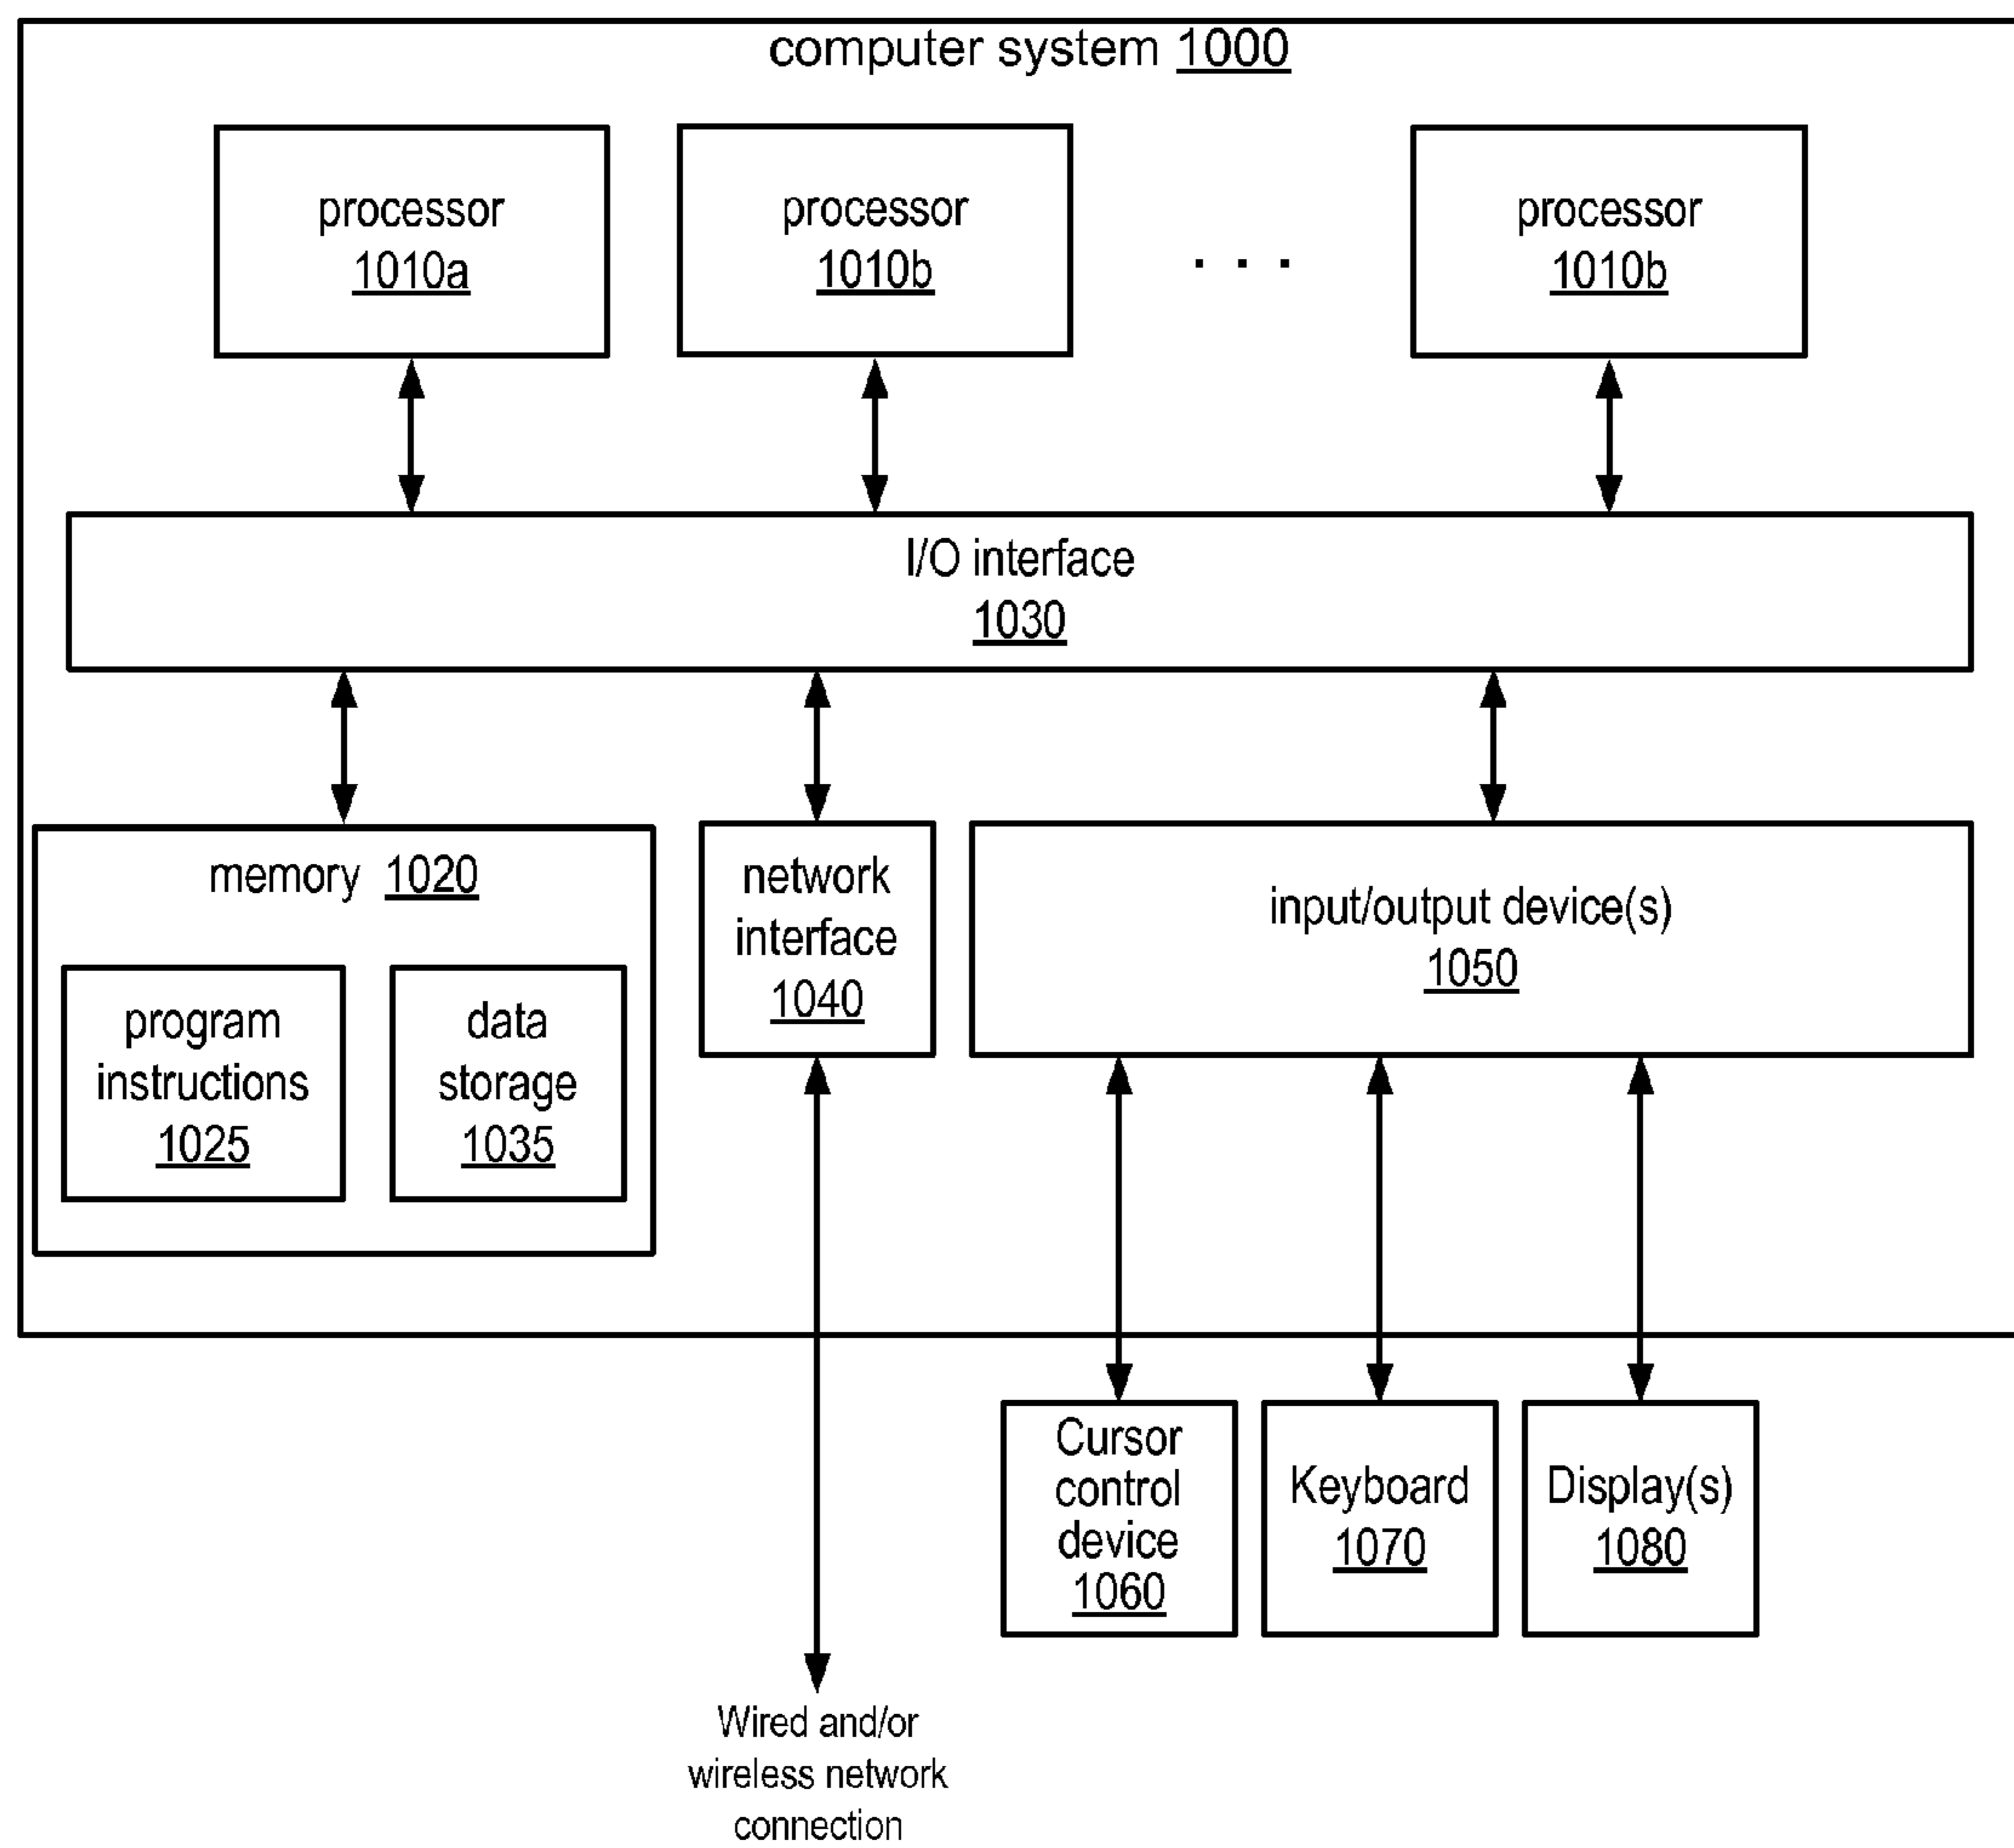 computer system 1000
processor
1010a
processor
1010b
. . .
processor
1010b
I/O interface
1030
memory 1020
program
instructions
1025
data
storage
1035
network
interface
1040
input/output device(s)
1050
Cursor
control
device
1060
Keyboard
1070
Display(s)
1080
Wired and/or
wireless network
connection